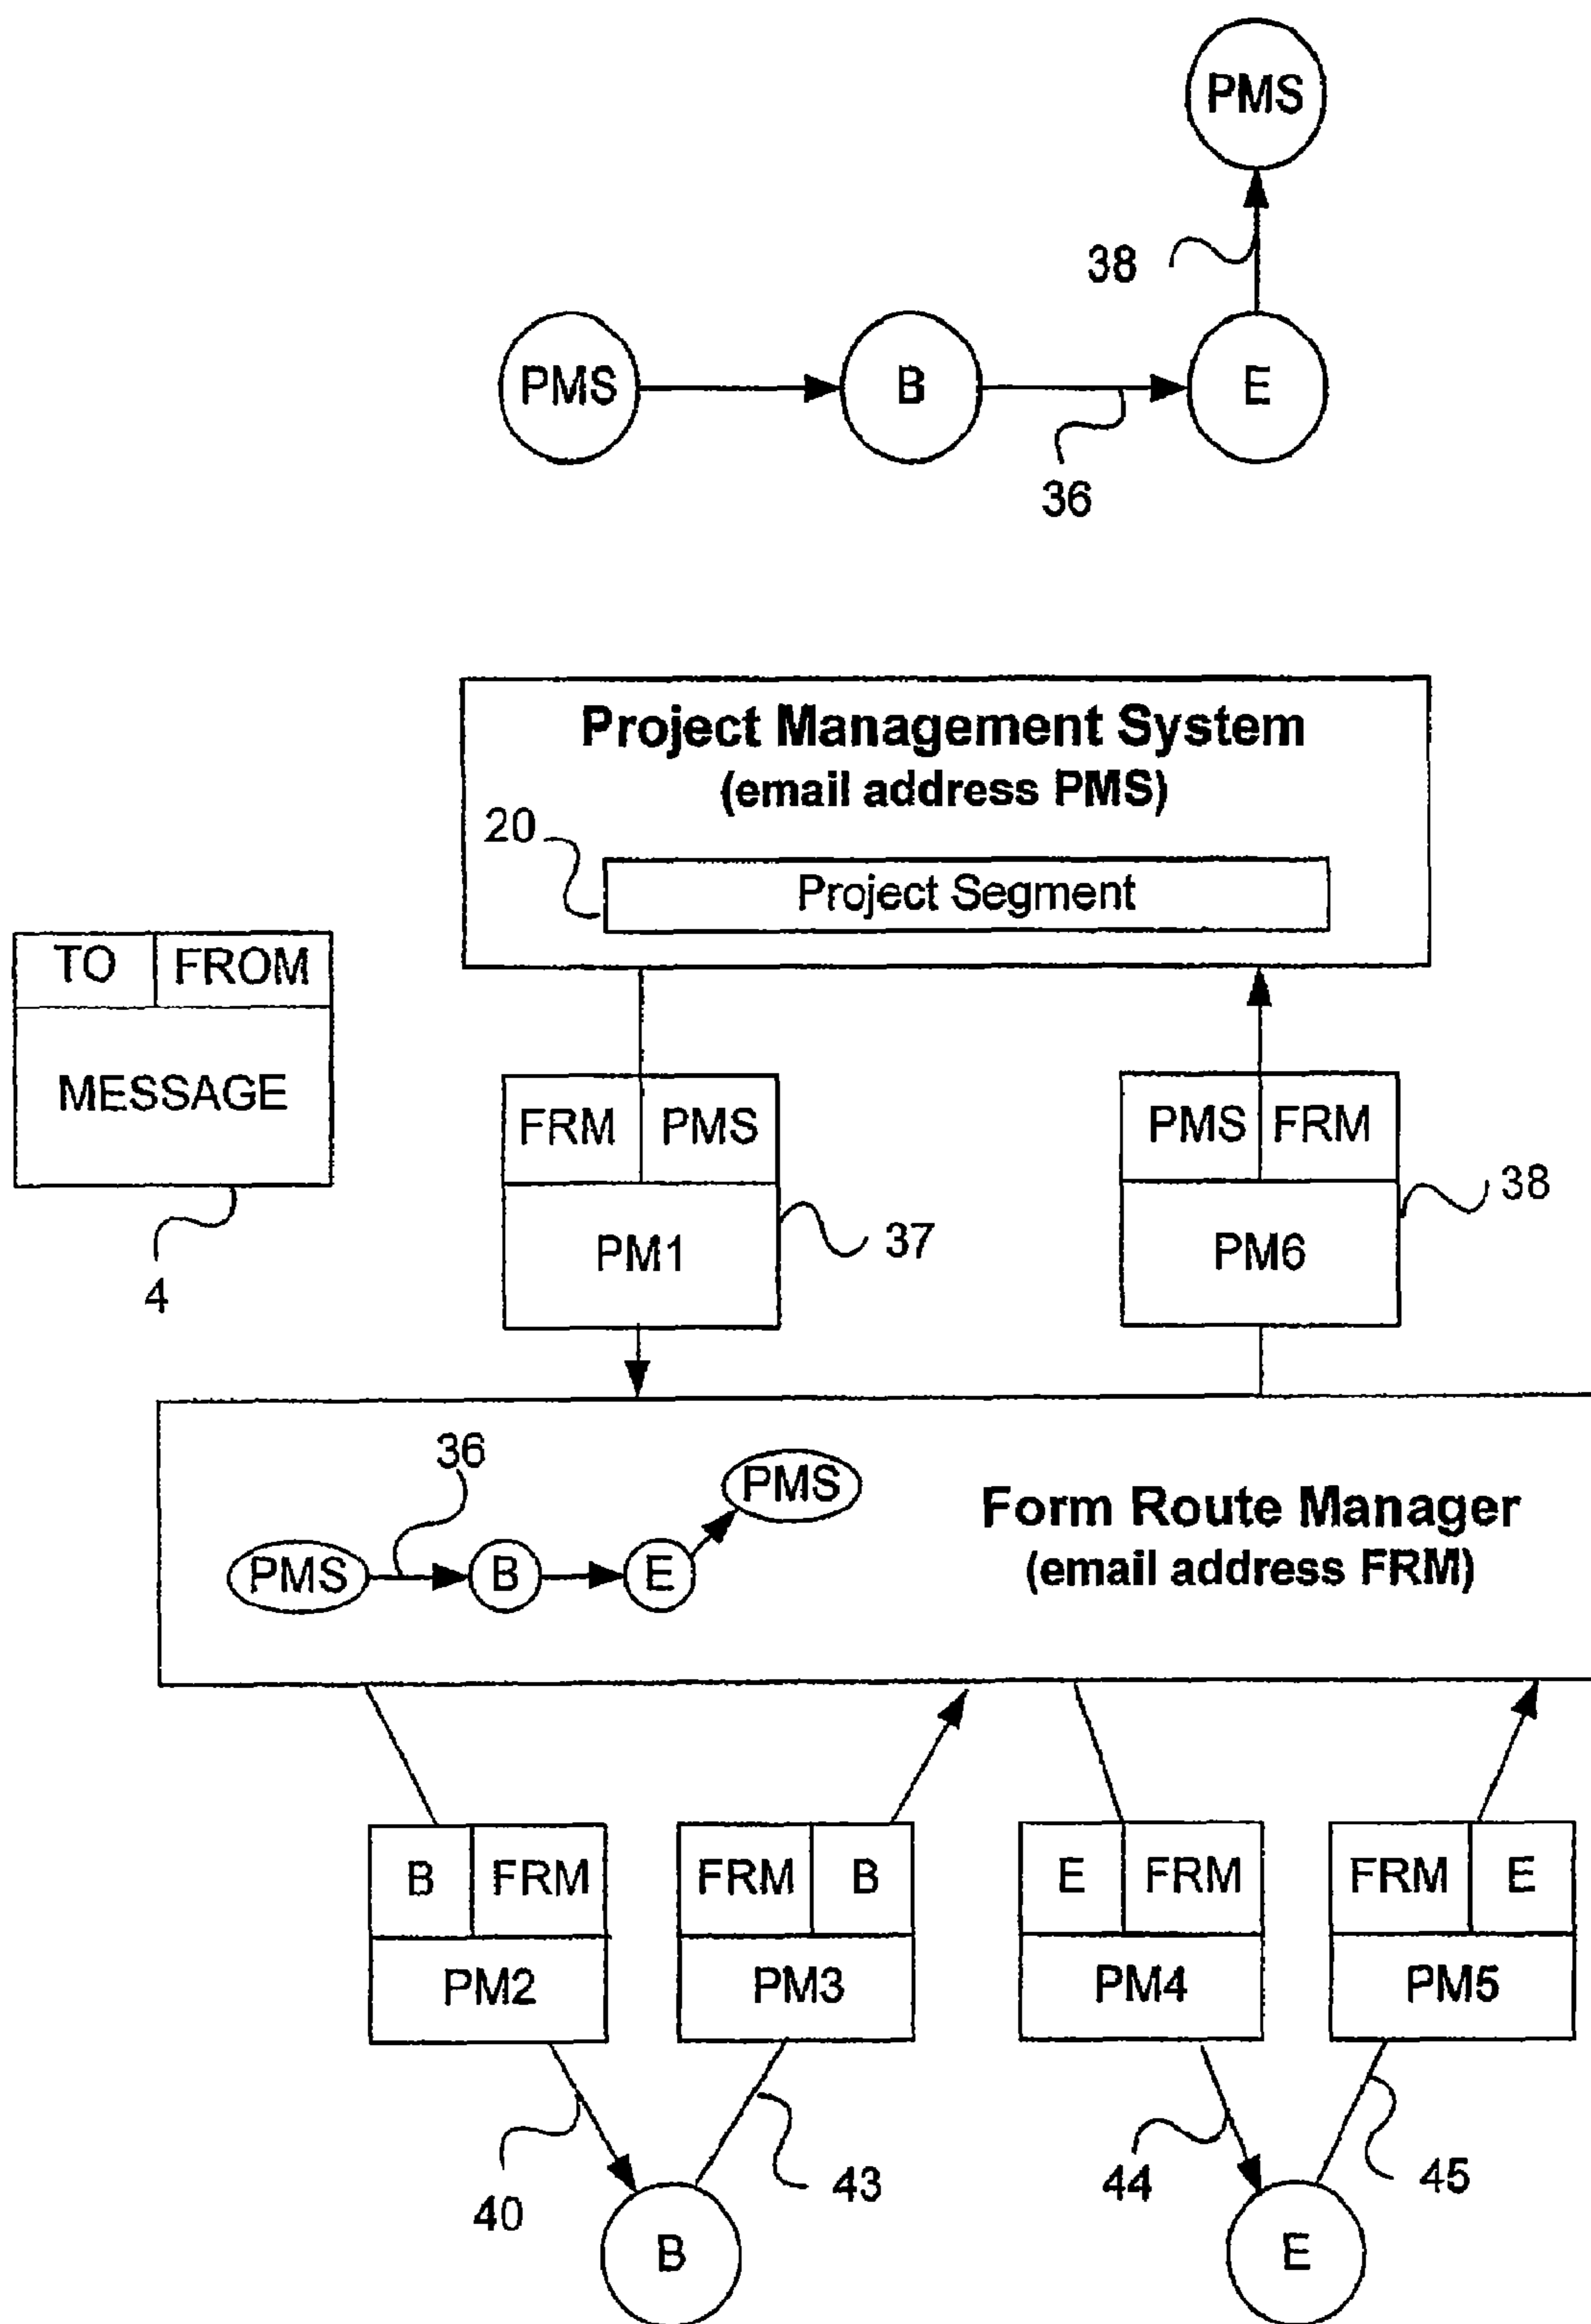 PMS
38
PMS B E
36
Project Management System
(email address PMS)
20
Project Segment
TO FROM
MESSAGE
4
FRM PMS
PM1
37
PMS FRM
PM6
38
36
PMS B E PMS
Form Route Manager
(email address FRM)
B FRM
PM2
FRM B
PM3
E FRM
PM4
FRM E
PM5
40
43
44
45
B
E